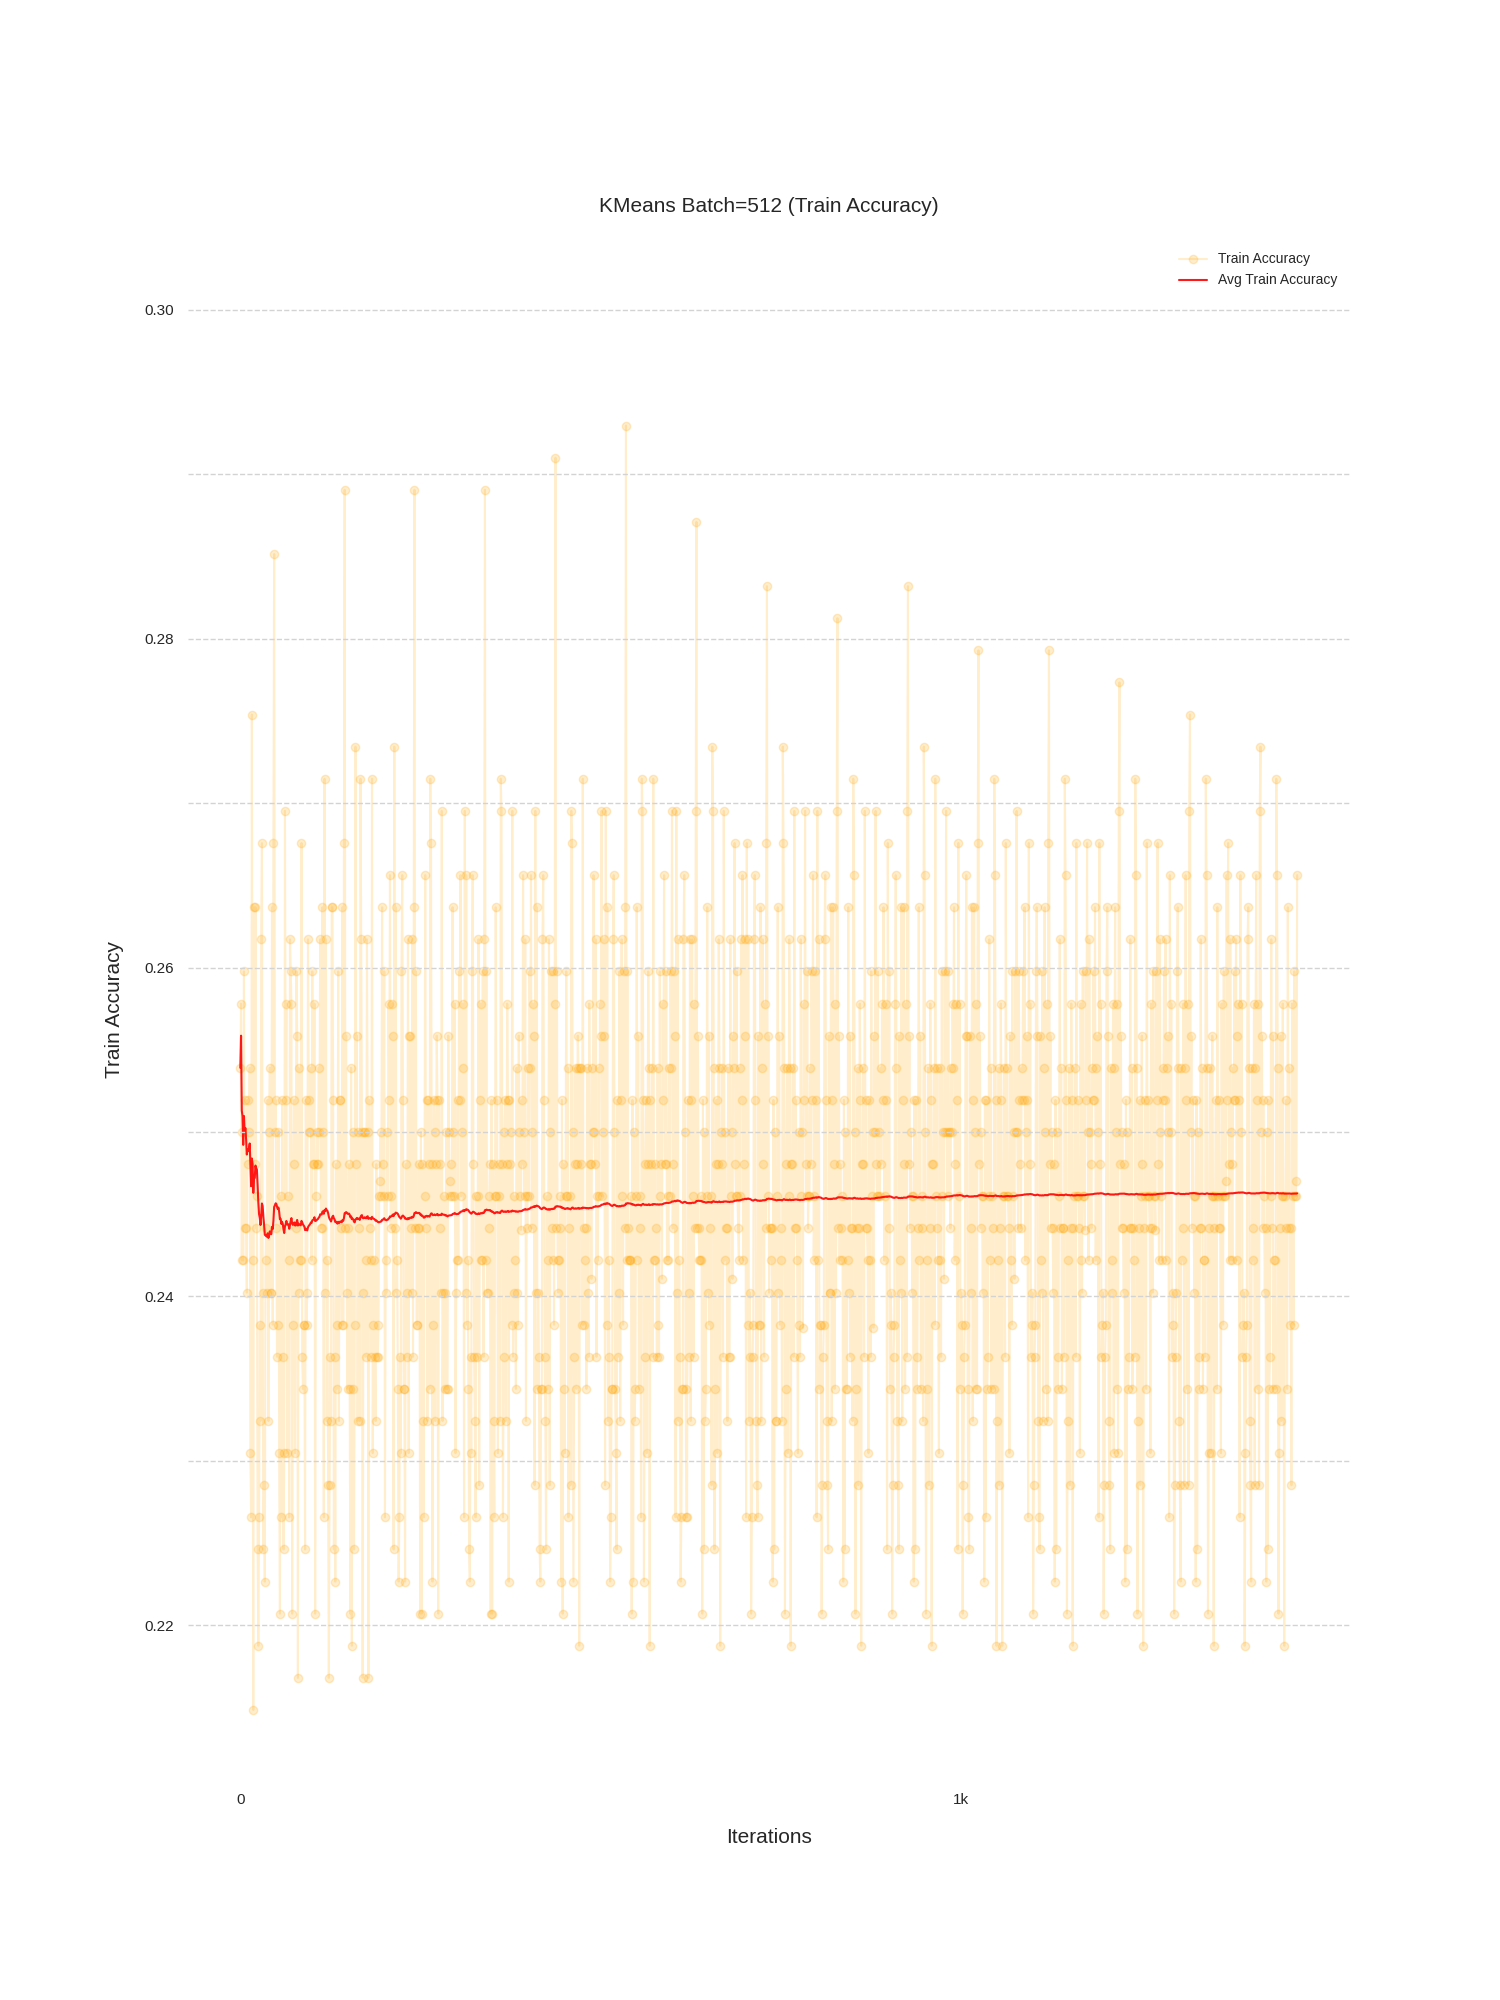 KMeans Batch=512 (Train Accuracy)
Train Accuracy
Avg Train Accuracy
0.30
0.28
0.26
0.24
0.22
Train Accuracy
0
1k
Iterations